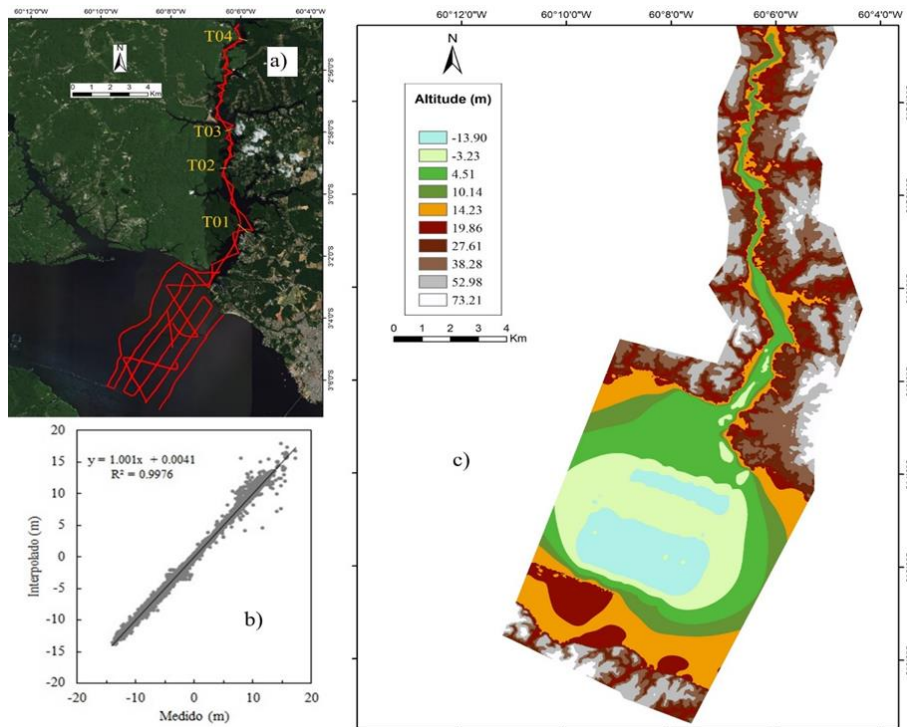 60°12'0"W 60°10'0"W 60°8'0"W 60°6'0"W 60°4'0"W
T04
N
a)
0 1 2 3 4
Km
T03
T02
T01
2°56'0"S
2°58'0"S
3°0'0"S
3°2'0"S
3°4'0"S
3°6'0"S
20
15
10
5
0
-5
-10
-15
-20
y = 1.001x + 0.0041
R² = 0.9976
Interpolado (m)
b)
-20 -10 0 10 20
Medido (m)
60°12'0"W 60°10'0"W 60°8'0"W 60°6'0"W 60°4'0"W
N
Altitude (m)
-13.90
-3.23
4.51
10.14
14.23
19.86
27.61
38.28
52.98
73.21
0 1 2 3 4
Km
c)